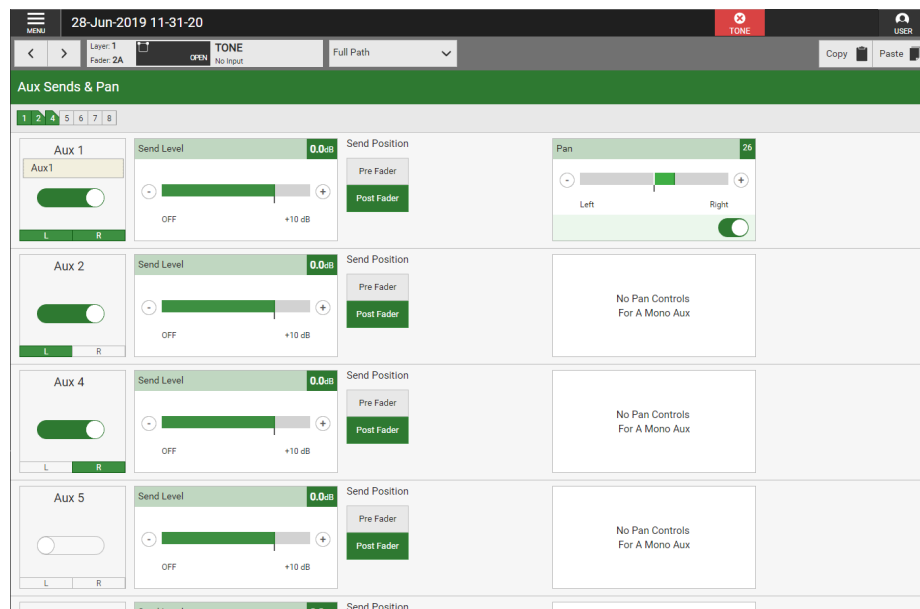 MENU
28-Jun-2019 11-31-20
TONE
USER
Layer: 1
Fader: 2A
OPEN
TONE
No Input
Full Path
Copy
Paste
Aux Sends & Pan
1 2 4 5 6 7 8
Aux 1
Aux1
L R
Send Level
0.0dB
- +
OFF +10 dB
Send Position
Pre Fader
Post Fader
Pan
26
- +
Left Right
Aux 2
L R
Send Level
0.0dB
- +
OFF +10 dB
Send Position
Pre Fader
Post Fader
No Pan Controls
For A Mono Aux
Aux 4
L R
Send Level
0.0dB
- +
OFF +10 dB
Send Position
Pre Fader
Post Fader
No Pan Controls
For A Mono Aux
Aux 5
L R
Send Level
0.0dB
- +
OFF +10 dB
Send Position
Pre Fader
Post Fader
No Pan Controls
For A Mono Aux
Send Position